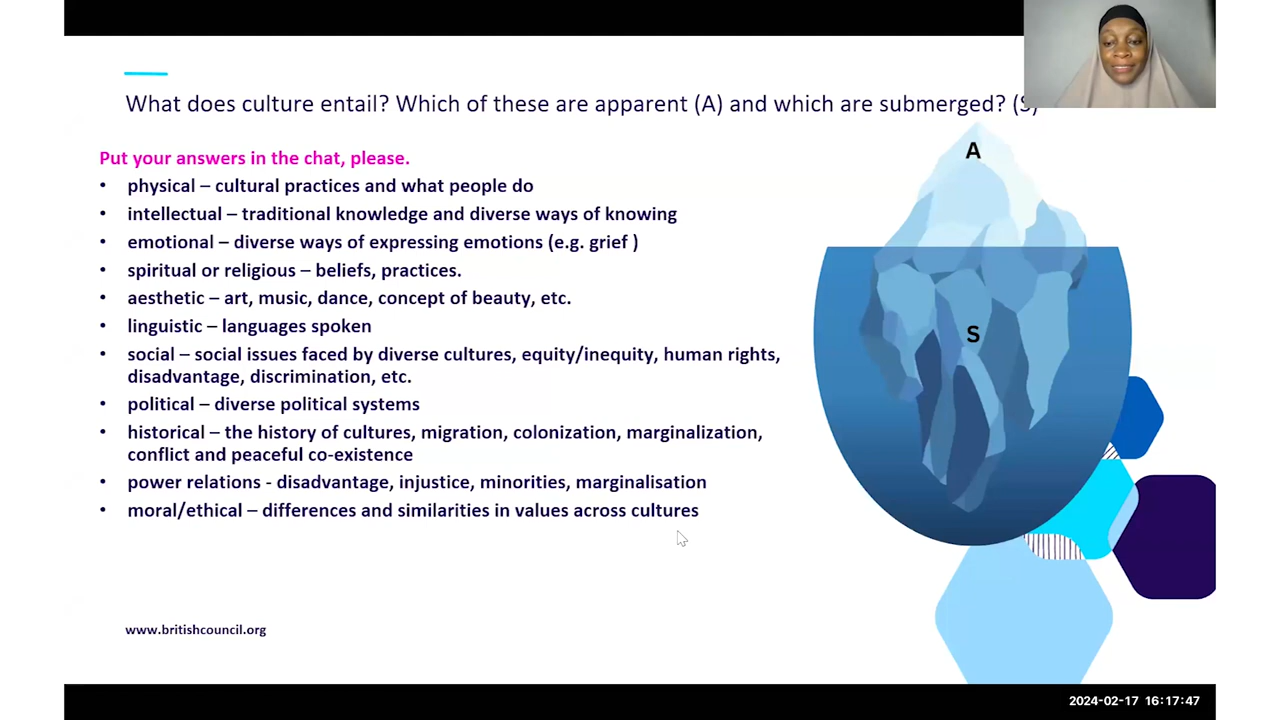 What does culture entail? Which of these are apparent (A) and which are submerged? (S)
A
Put your answers in the chat, please.
• physical – cultural practices and what people do
• intellectual – traditional knowledge and diverse ways of knowing
• emotional – diverse ways of expressing emotions (e.g. grief )
• spiritual or religious – beliefs, practices.
• aesthetic – art, music, dance, concept of beauty, etc.
• linguistic – languages spoken
S
• social – social issues faced by diverse cultures, equity/inequity, human rights,
disadvantage, discrimination, etc.
• political – diverse political systems
• historical – the history of cultures, migration, colonization, marginalization,
conflict and peaceful co-existence
• power relations - disadvantage, injustice, minorities, marginalisation
• moral/ethical – differences and similarities in values across cultures
www.britishcouncil.org
2024-02-17 16:17:47